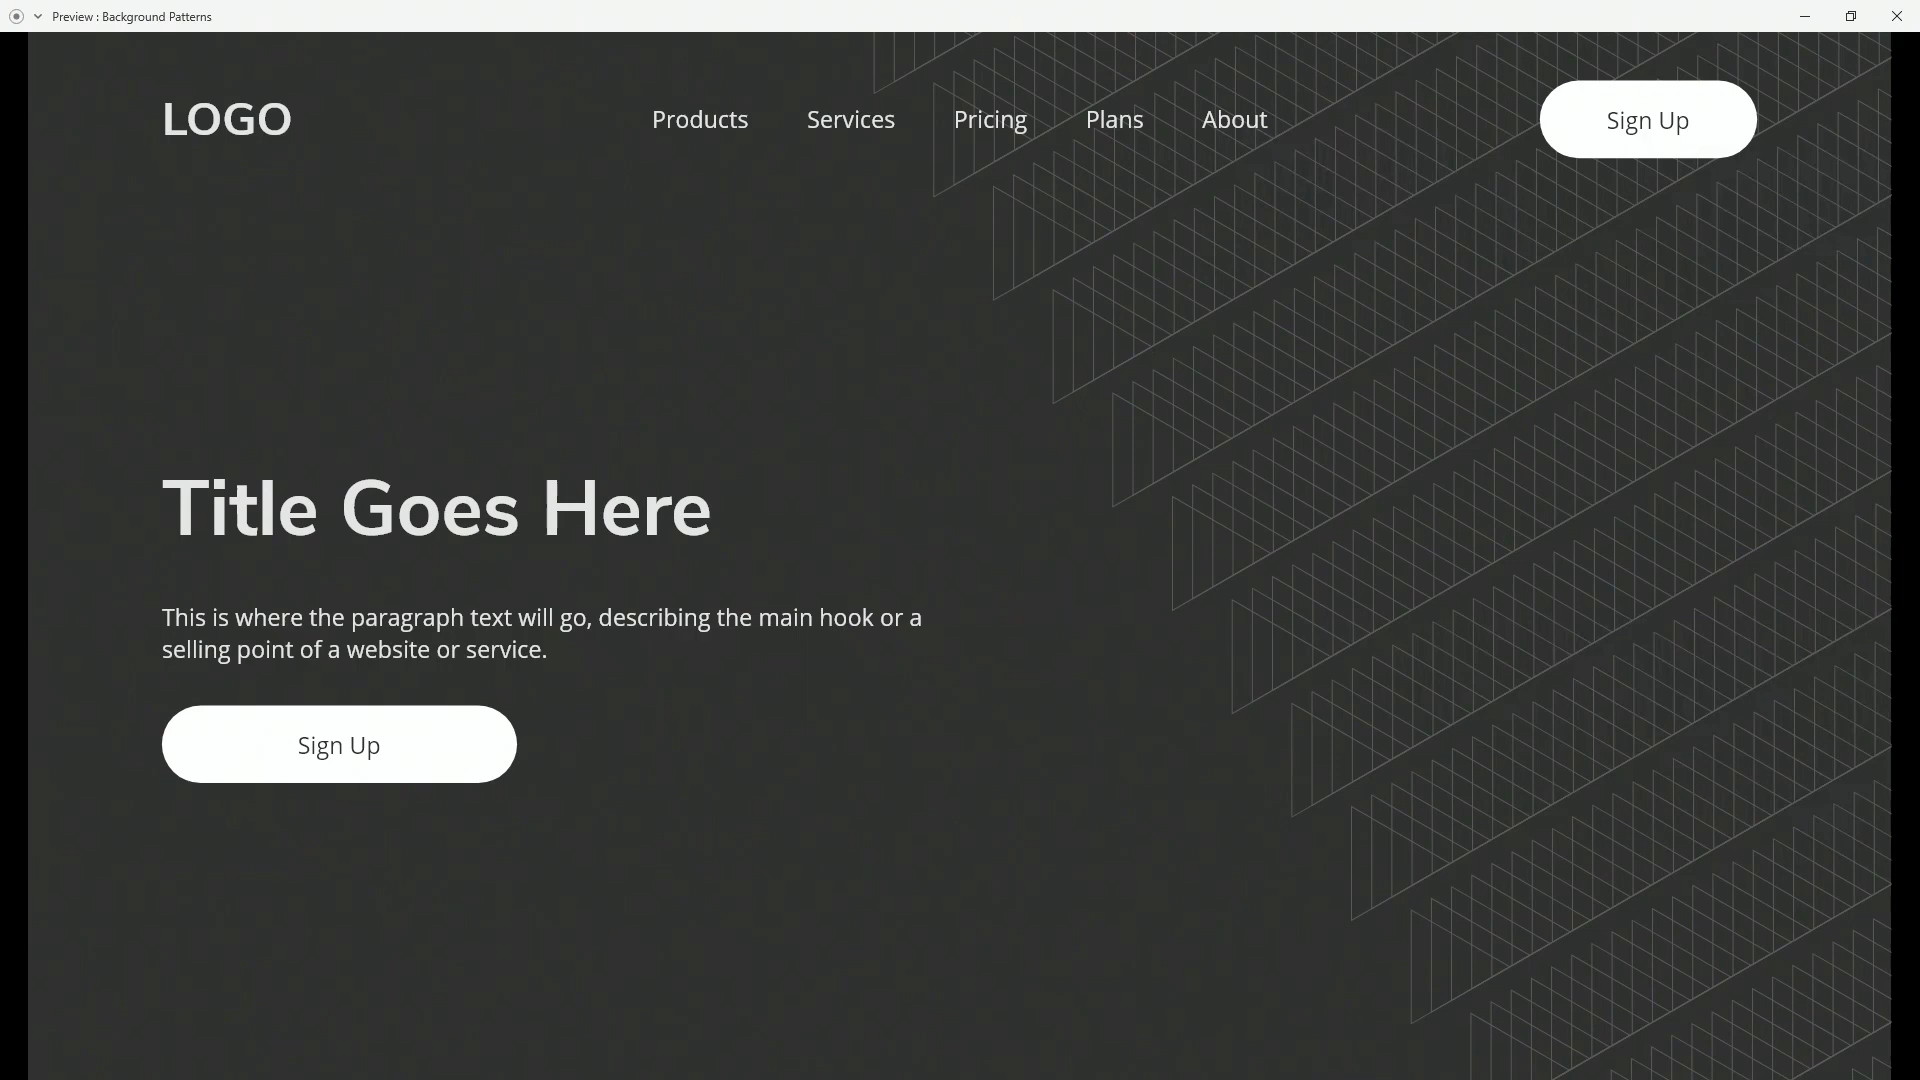 Preview : Background Patterns
LOGO
Products
Services
Pricing
Plans
About
Sign Up
Title Goes Here
This is where the paragraph text will go, describing the main hook or a
selling point of a website or service.
Sign Up